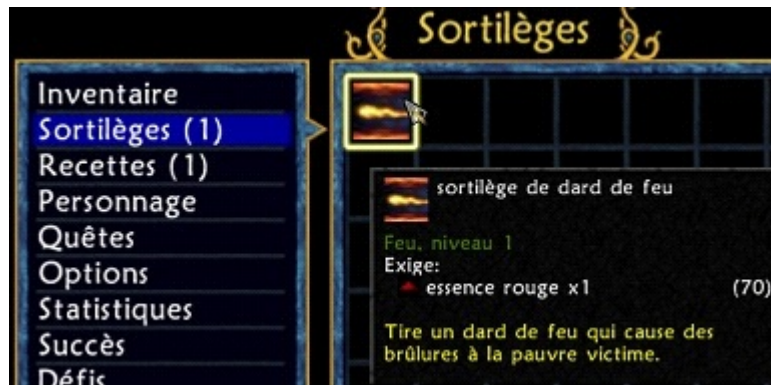 Sortilèges
Inventaire
Sortilèges (1)
Recettes (1)
Personnage
Quêtes
Options
Statistiques
Succès
Défis
sortilège de dard de feu
Feu, niveau 1
Exige:
essence rouge x1 (70)
Tire un dard de feu qui cause des
brûlures à la pauvre victime.